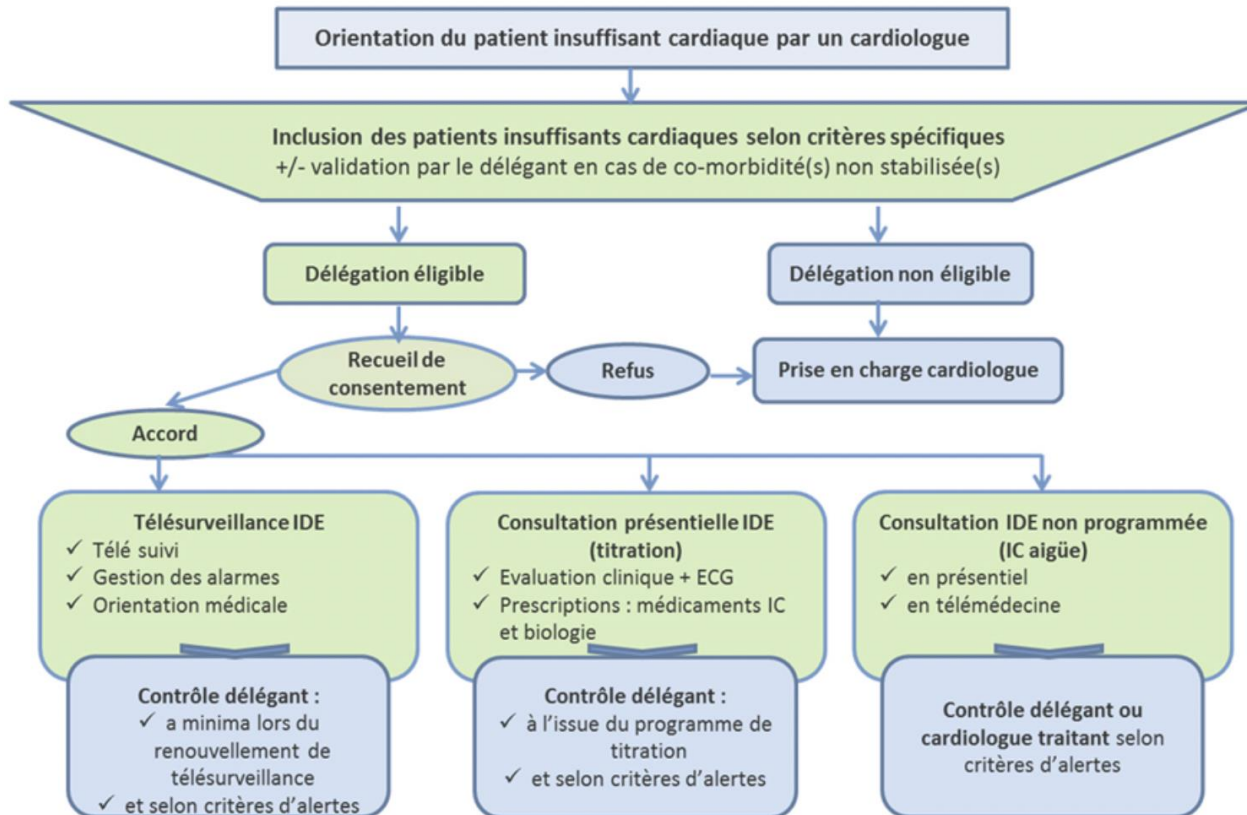 Orientation du patient insuffisant cardiaque par un cardiologue
Inclusion des patients insuffisants cardiaques selon critères spécifiques
+/- validation par le délégant en cas de co-morbidité(s) non stabilisée(s)
Délégation éligible
Délégation non éligible
Recueil de
consentement
Refus
Prise en charge cardiologue
Accord
Télésurveillance IDE
✓ Télé suivi
✓ Gestion des alarmes
✓ Orientation médicale
Consultation présentielle IDE
(titration)
✓ Evaluation clinique + ECG
✓ Prescriptions : médicaments IC
et biologie
Consultation IDE non programmée
(IC aigüe)
✓ en présentiel
✓ en télémédecine
Contrôle délégant :
✓ a minima lors du
renouvellement de
télésurveillance
✓ et selon critères d'alertes
Contrôle délégant :
✓ à l'issue du programme de
titration
✓ et selon critères d'alertes
Contrôle délégant ou
cardiologue traitant selon
critères d'alertes